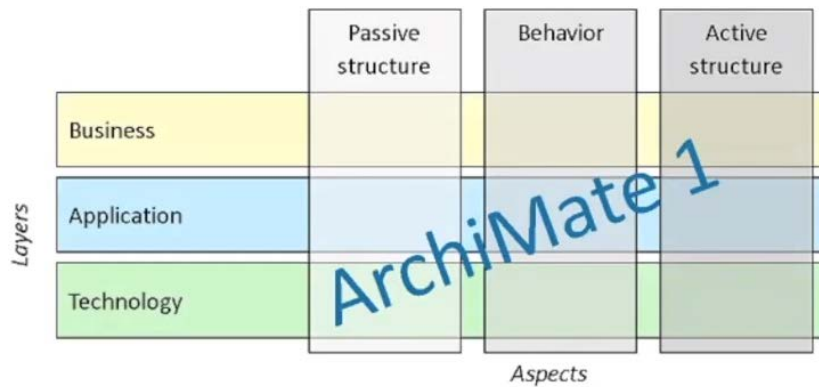 Passive
structure
Behavior
Active
structure
Business
Application
Technology
Layers
ArchiMate 1
Aspects